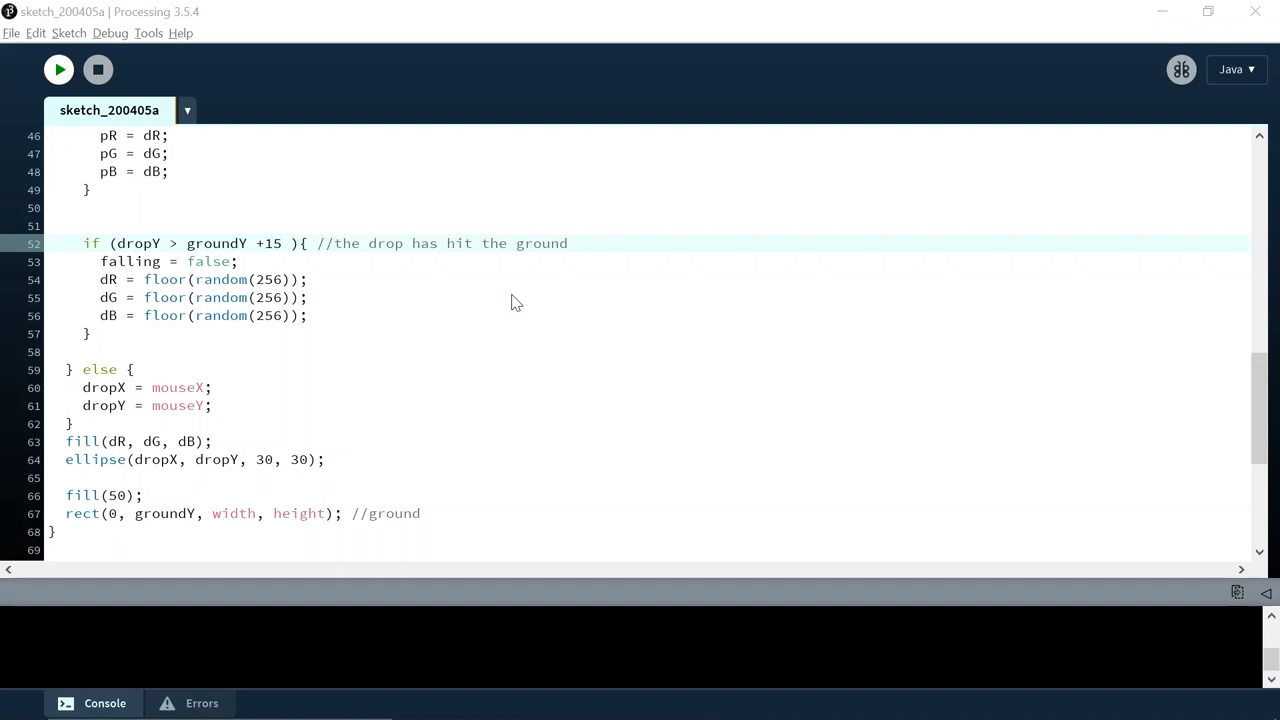 sketch_200405a | Processing 3.5.4
File Edit Sketch Debug Tools Help
Java ▼
sketch_200405a ▼
46 pR = dR;
47 pG = dG;
48 pB = dB;
49 }
50
51
52 if (dropY > groundY +15 ){ //the drop has hit the ground
53 falling = false;
54 dR = floor(random(256));
55 dG = floor(random(256));
56 dB = floor(random(256));
57 }
58
59 } else {
60 dropX = mouseX;
61 dropY = mouseY;
62 }
63 fill(dR, dG, dB);
64 ellipse(dropX, dropY, 30, 30);
65
66 fill(50);
67 rect(0, groundY, width, height); //ground
68 }
69
Console Errors